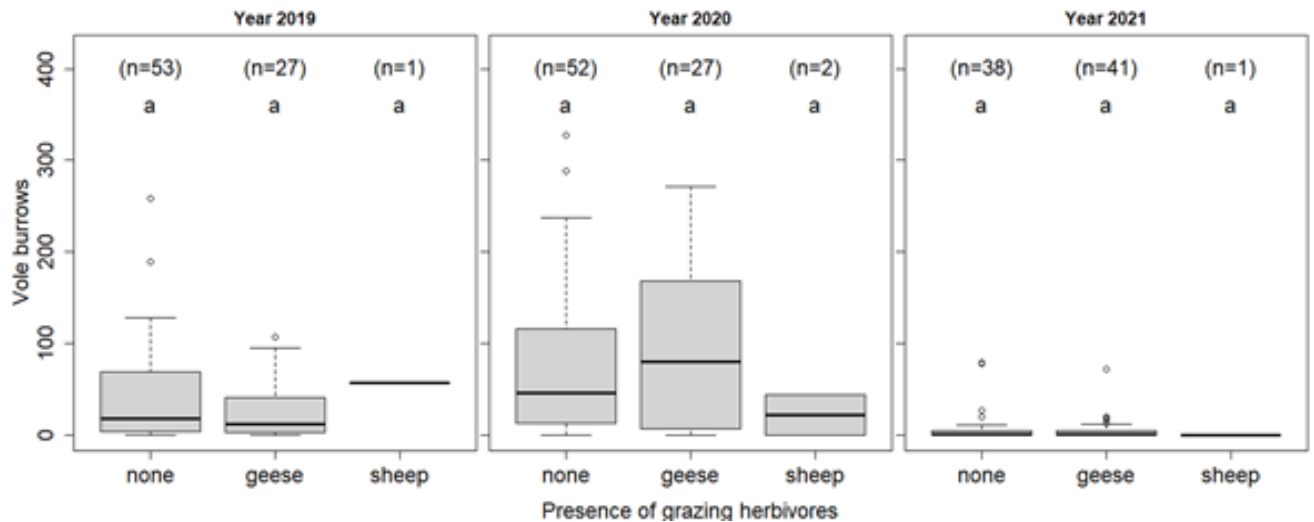 Year 2019
Year 2020
Year 2021
(n=53) (n=27) (n=1)
(n=52) (n=27) (n=2)
(n=38) (n=41) (n=1)
a a a
a a a
a a a
Vole burrows
400
300
200
100
0
none geese sheep
none geese sheep
none geese sheep
Presence of grazing herbivores